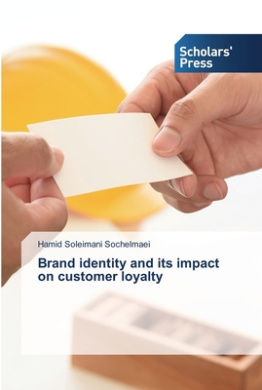 Scholars'
Press
Hamid Soleimani Sochelmaei
Brand identity and its impact
on customer loyalty